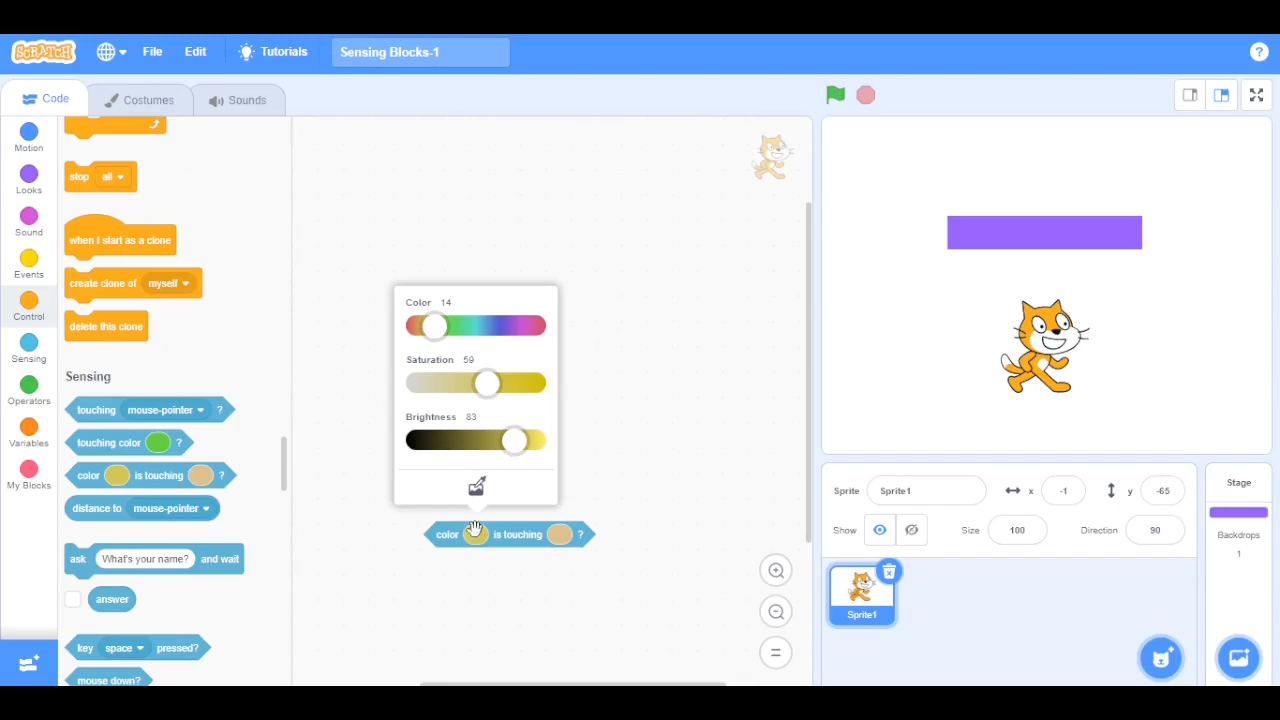 SCRATCH File Edit Tutorials Sensing Blocks-1 ?
Code Costumes Sounds
Motion
Looks
Sound
Events
Control
Sensing
Operators
Variables
My Blocks
stop all
when I start as a clone
create clone of myself
delete this clone
Sensing
touching mouse-pointer ?
touching color ?
color is touching ?
distance to mouse-pointer
ask What's your name? and wait
answer
key space pressed?
mouse down?
Color 14
Saturation 59
Brightness 83
color is touching ?
Sprite Sprite1 x -1 y -65
Show Size 100 Direction 90
Sprite1
Stage
Backdrops
1